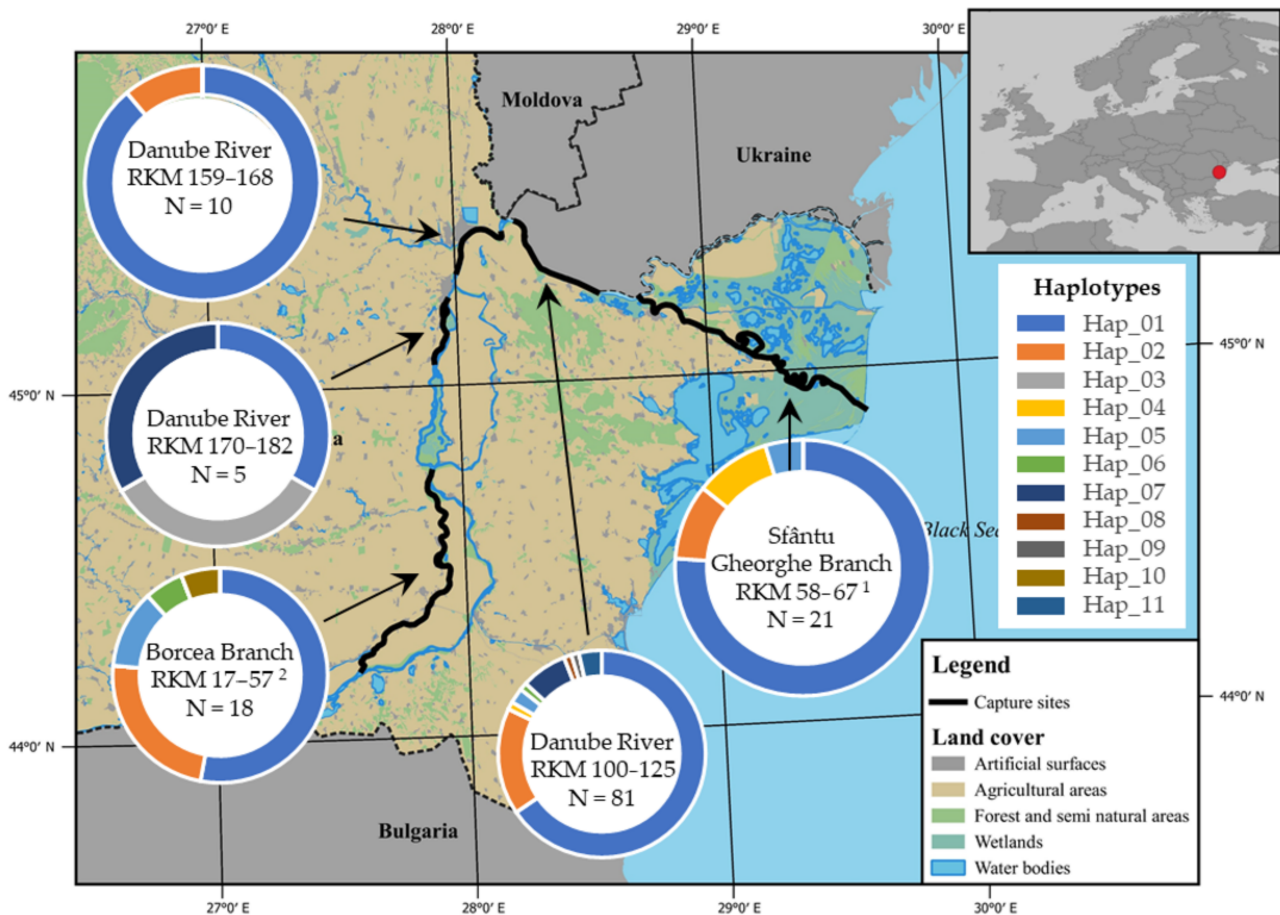 27°0' E
28°0' E
29°0' E
30°0' E
Moldova
Ukraine
Danube River
RKM 159–168
N = 10
Danube River
RKM 170–182
N = 5
a
Borcea Branch
RKM 17–57 2
N = 18
Danube River
RKM 100–125
N = 81
Sfântu
Gheorghe Branch
RKM 58–67 1
N = 21
Black Sea
Bulgaria
45°0' N
44°0' N
45°0' N
44°0' N
Haplotypes
Hap_01
Hap_02
Hap_03
Hap_04
Hap_05
Hap_06
Hap_07
Hap_08
Hap_09
Hap_10
Hap_11
Legend
Capture sites
Land cover
Artificial surfaces
Agricultural areas
Forest and semi natural areas
Wetlands
Water bodies
27°0' E
28°0' E
29°0' E
30°0' E